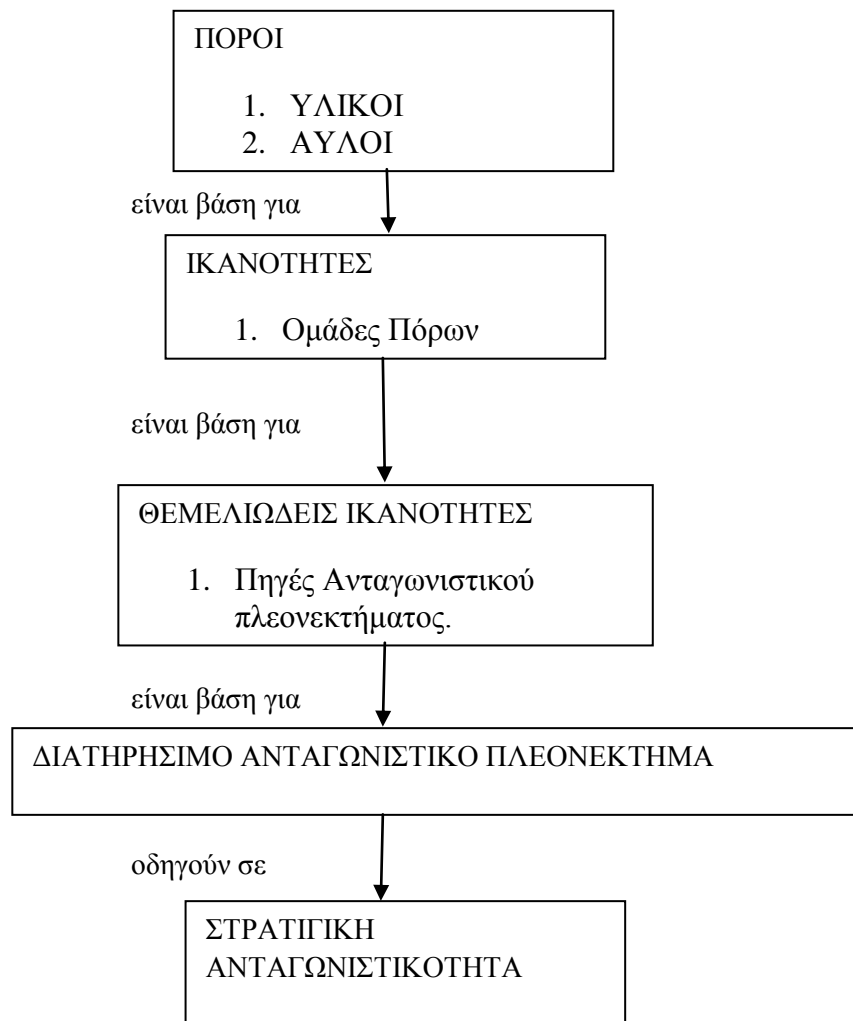 ΠΟΡΟΙ
1. ΥΛΙΚΟΙ
2. ΑΥΛΟΙ
είναι βάση για
ΙΚΑΝΟΤΗΤΕΣ
1. Ομάδες Πόρων
είναι βάση για
ΘΕΜΕΛΙΩΔΕΙΣ ΙΚΑΝΟΤΗΤΕΣ
1. Πηγές Ανταγωνιστικού
πλεονεκτήματος.
είναι βάση για
ΔΙΑΤΗΡΗΣΙΜΟ ΑΝΤΑΓΩΝΙΣΤΙΚΟ ΠΛΕΟΝΕΚΤΗΜΑ
οδηγούν σε
ΣΤΡΑΤΙΓΙΚΗ
ΑΝΤΑΓΩΝΙΣΤΙΚΟΤΗΤΑ